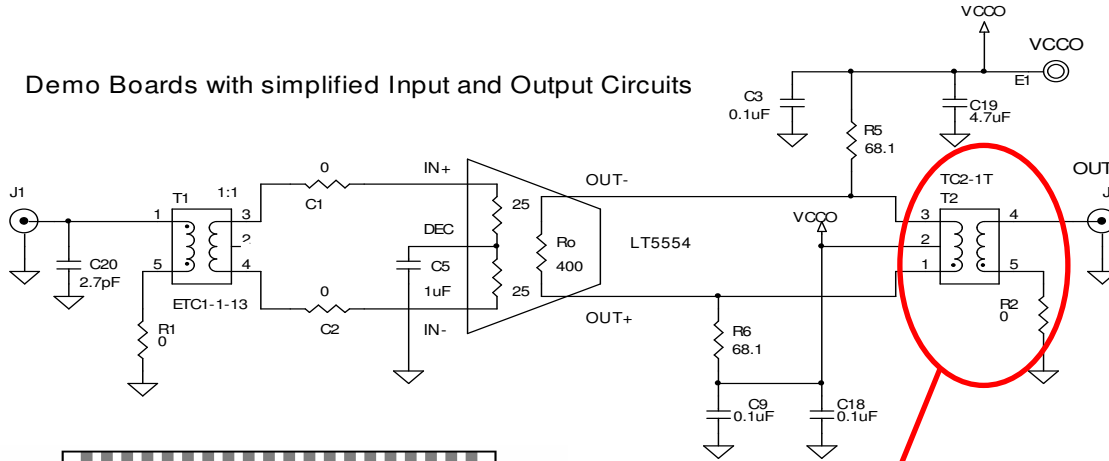 VCCO
VCCO
E1
Demo Boards with simplified Input and Output Circuits
C3
0.1uF
C19
4.7uF
R5
68.1
J1
T1
1:1
0
C1
IN+
OUT-
TC2-1T
T2
OUT
J
1
3
2
5
4
25
DEC
VCCO
3
4
2
1
5
C20
2.7pF
C5
1uF
Ro
400
LT5554
25
ETC1-1-13
0
C2
IN-
OUT+
R1
0
R2
0
R6
68.1
C9
0.1uF
C18
0.1uF